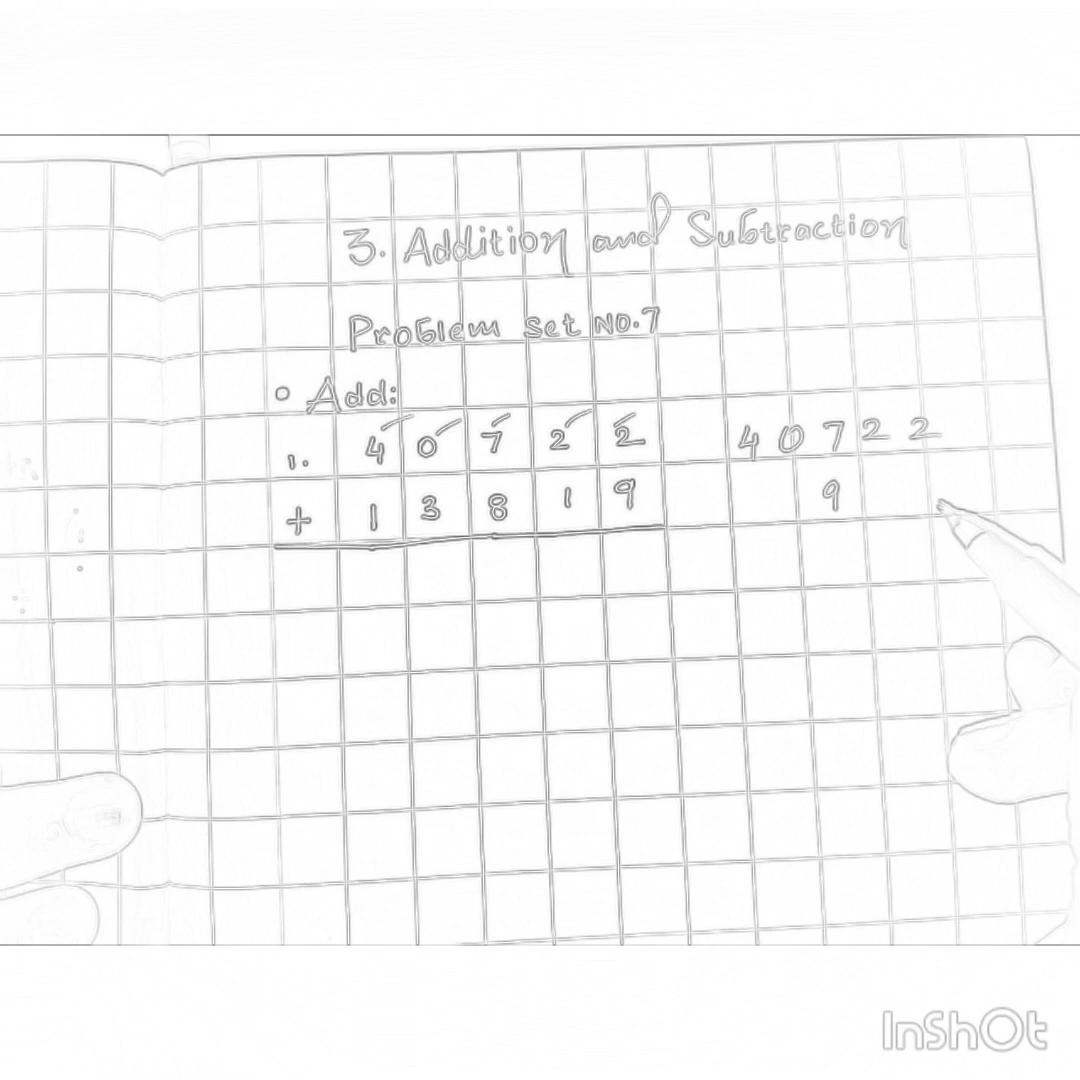 3. Addition and Subtraction
Problem set No.7
Add:
1. 4 0 7 2 2
+ 1 3 8 1 9
4 0 7 2 2
9
InShOt